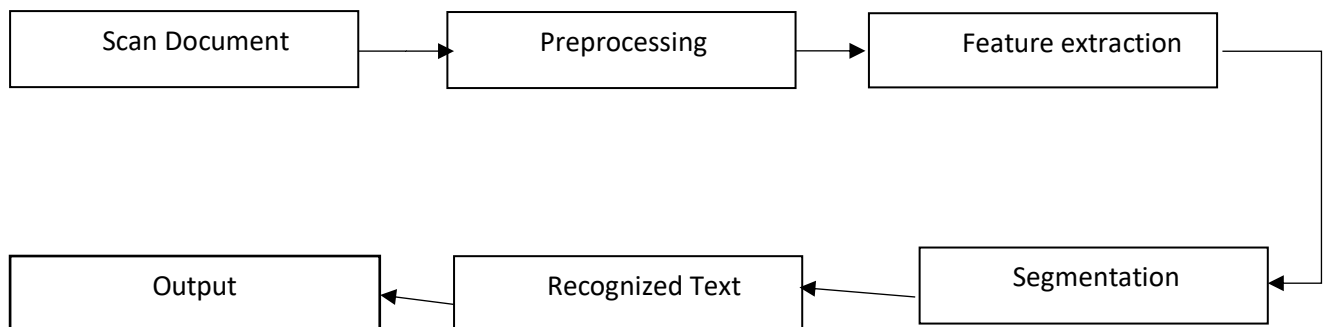 Scan Document
Preprocessing
Feature extraction
Segmentation
Recognized Text
Output